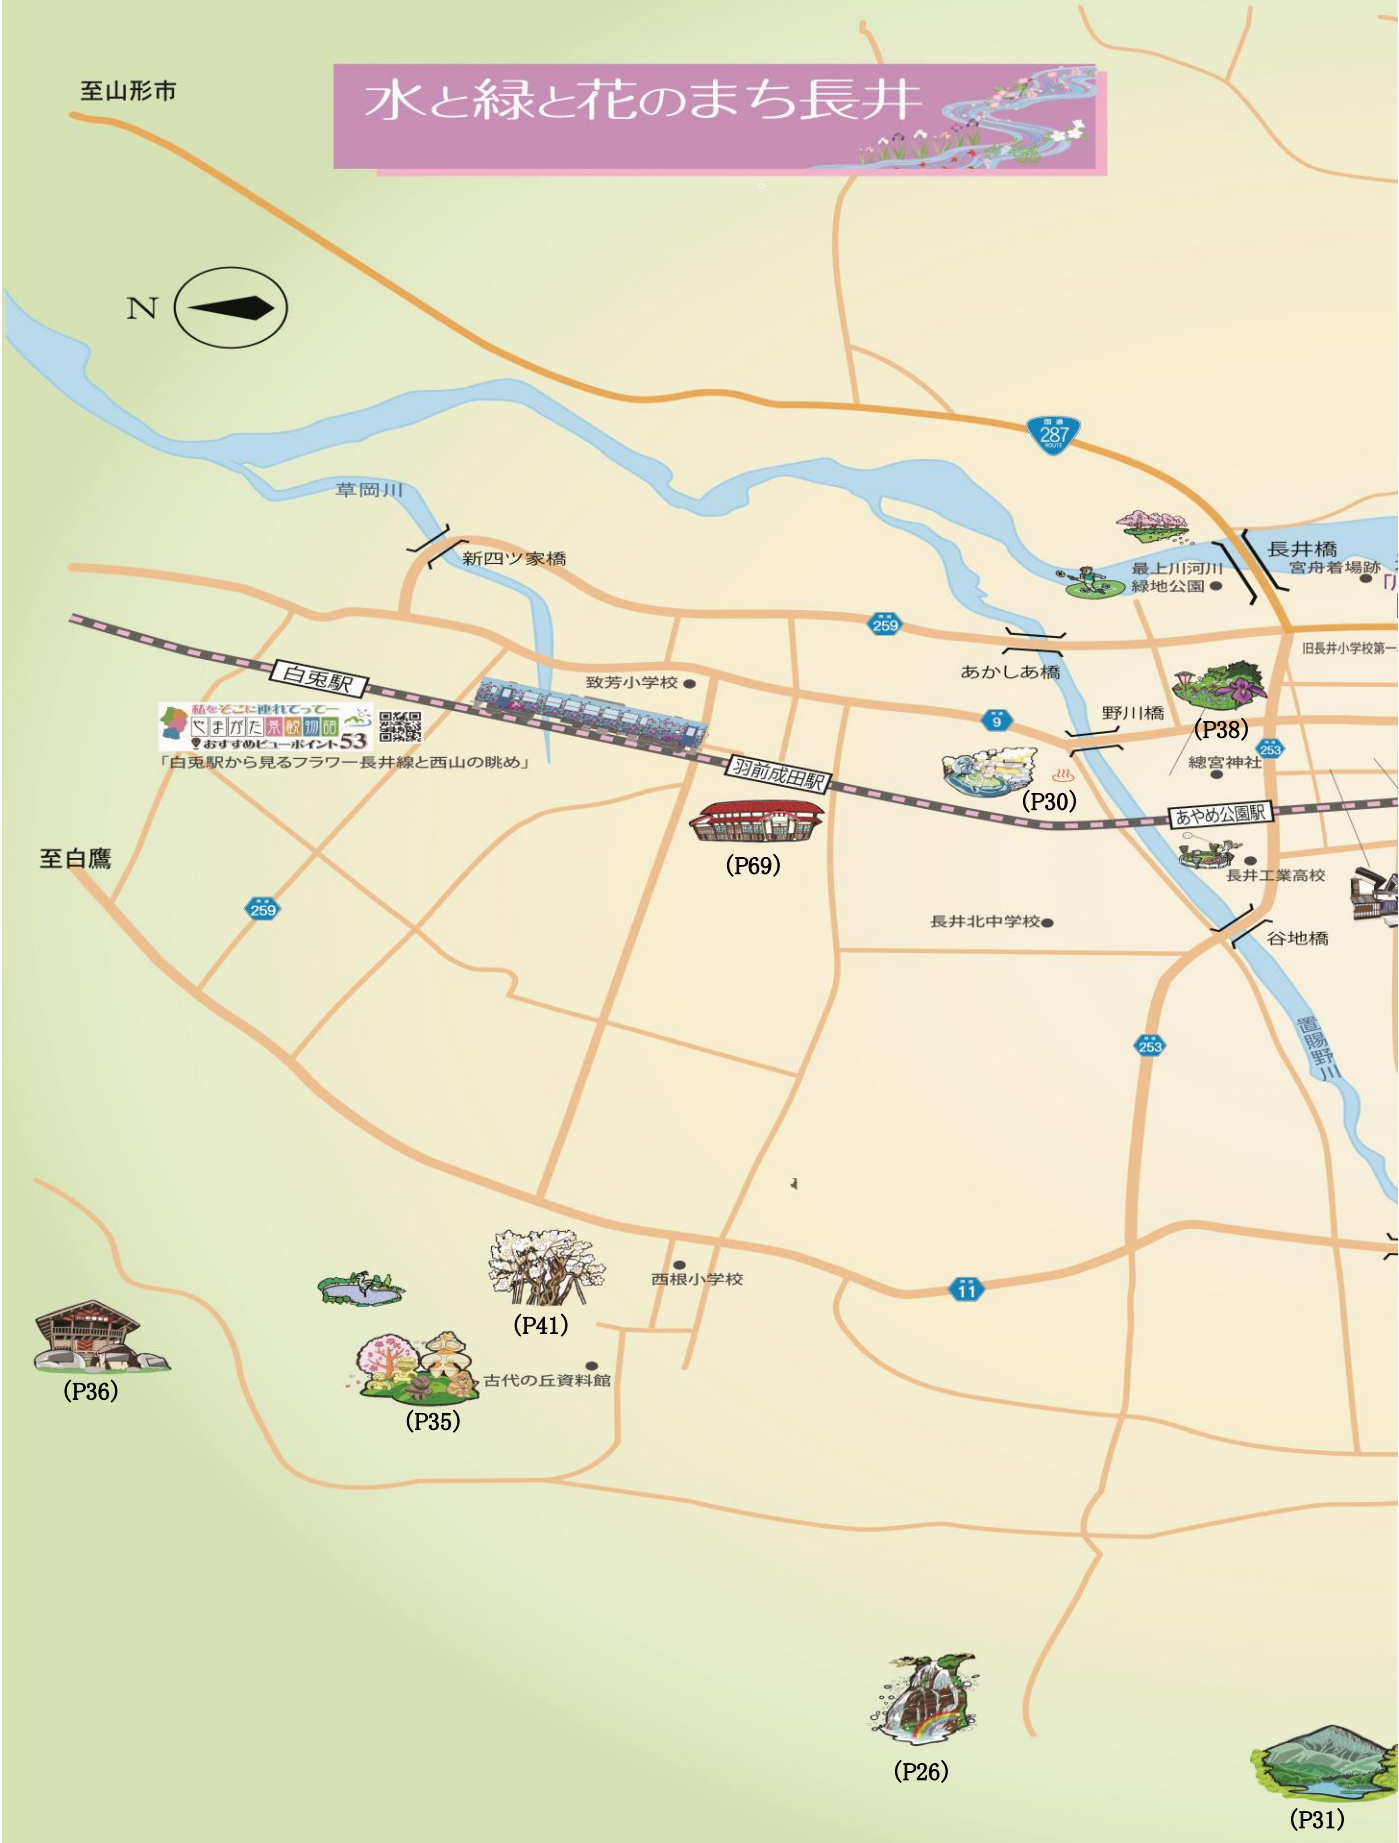 至山形市
水と緑と花のまち長井
N
国道
287
ROUTE
草岡川
新四ツ家橋
長井橋
宮舟着場跡
最上川河川
緑地公園
259
旧長井小学校第一
あかしあ橋
白兎駅
致芳小学校
私をそこに連れてって―
やまがた景観物語
おすすめビューポイント53
「白兎駅から見るフラワー長井線と西山の眺め」
9
野川橋
(P38)
253
總宮神社
羽前成田駅
(P30)
あやめ公園駅
(P69)
至白鷹
長井工業高校
259
長井北中学校
谷地橋
置賜野川
253
西根小学校
11
(P41)
(P36)
古代の丘資料館
(P35)
(P26)
(P31)